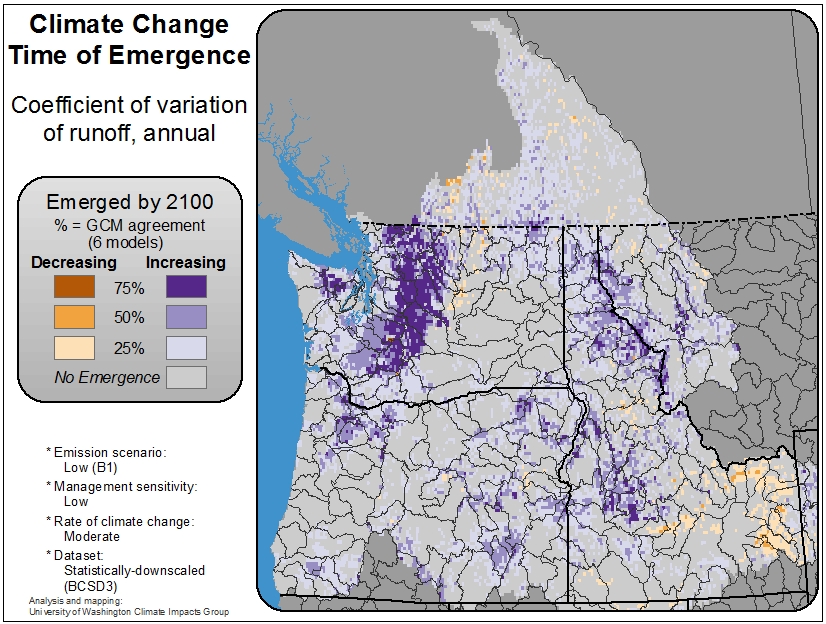 Climate Change
Time of Emergence
Coefficient of variation
of runoff, annual
Emerged by 2100
% = GCM agreement
(6 models)
Decreasing Increasing
75%
50%
25%
No Emergence
* Emission scenario:
Low (B1)
* Management sensitivity:
Low
* Rate of climate change:
Moderate
* Dataset:
Statistically-downscaled
(BCSD3)
Analysis and mapping:
University of Washington Climate Impacts Group